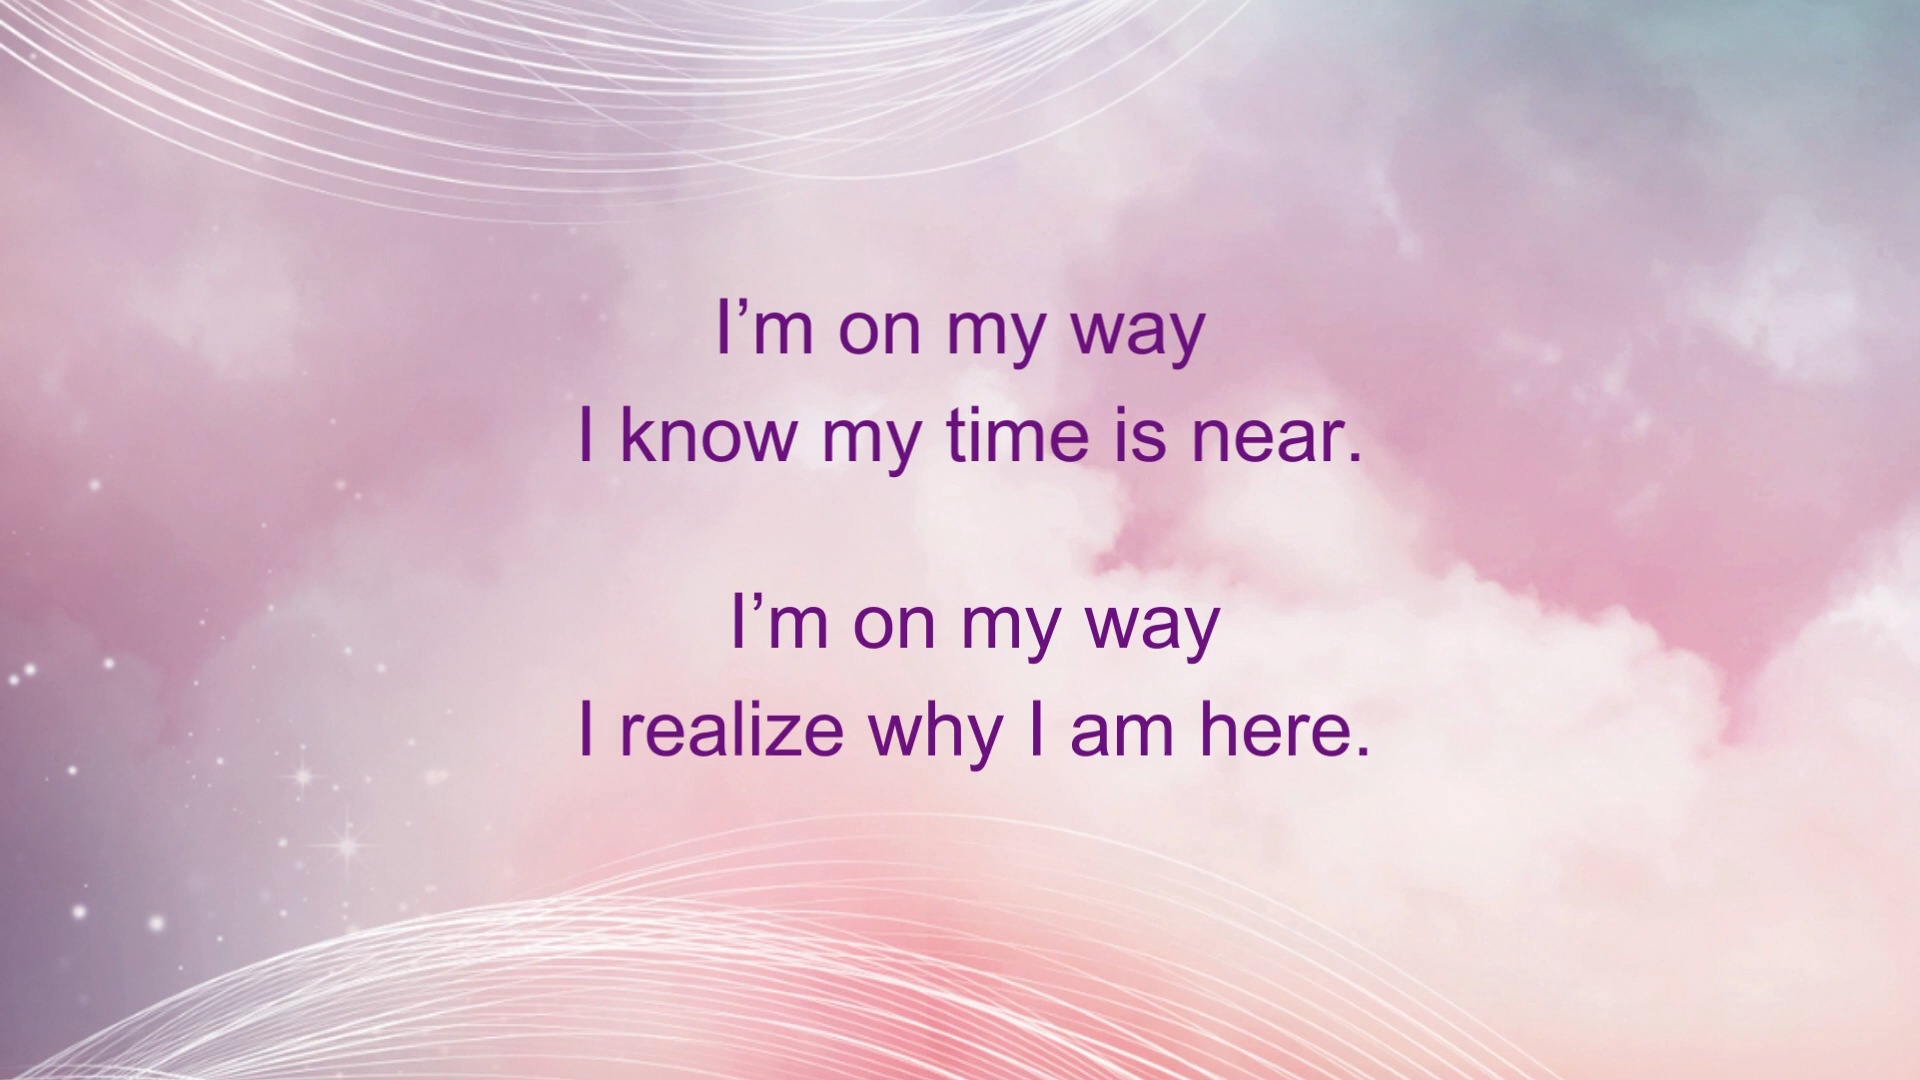 I’m on my way
I know my time is near.
I’m on my way
I realize why I am here.